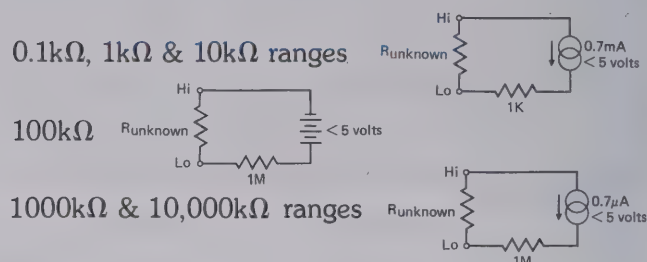 0.1kΩ, 1kΩ & 10kΩ ranges
Hi
Runknown
Lo
1K
0.7mA
< 5 volts
100kΩ
Hi
Runknown
Lo
1M
< 5 volts
1000kΩ & 10,000kΩ ranges
Hi
Runknown
Lo
1M
0.7µA
< 5 volts